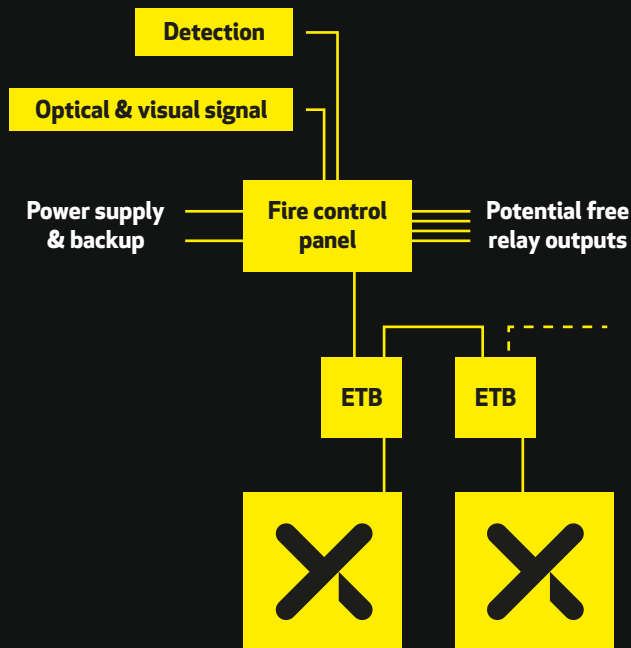 Detection
Optical & visual signal
Power supply
& backup
Fire control
panel
Potential free
relay outputs
ETB
ETB